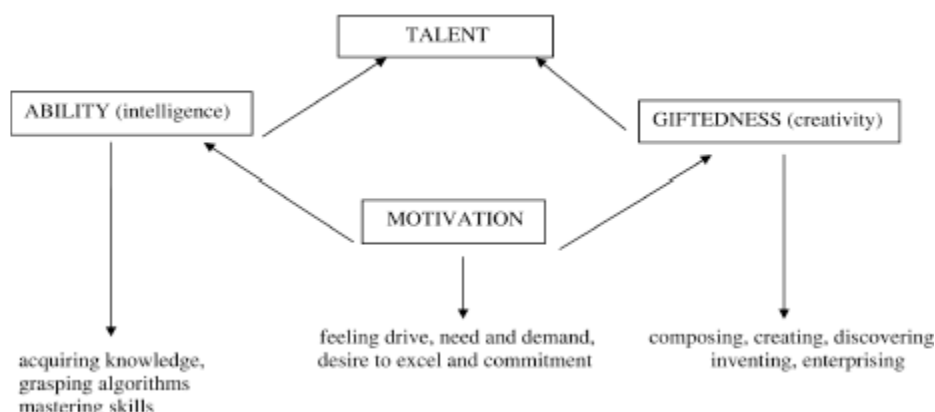 TALENT
ABILITY (intelligence)
GIFTEDNESS (creativity)
MOTIVATION
feeling drive, need and demand,
desire to excel and commitment
composing, creating, discovering
inventing, enterprising
acquiring knowledge,
grasping algorithms
mastering skills